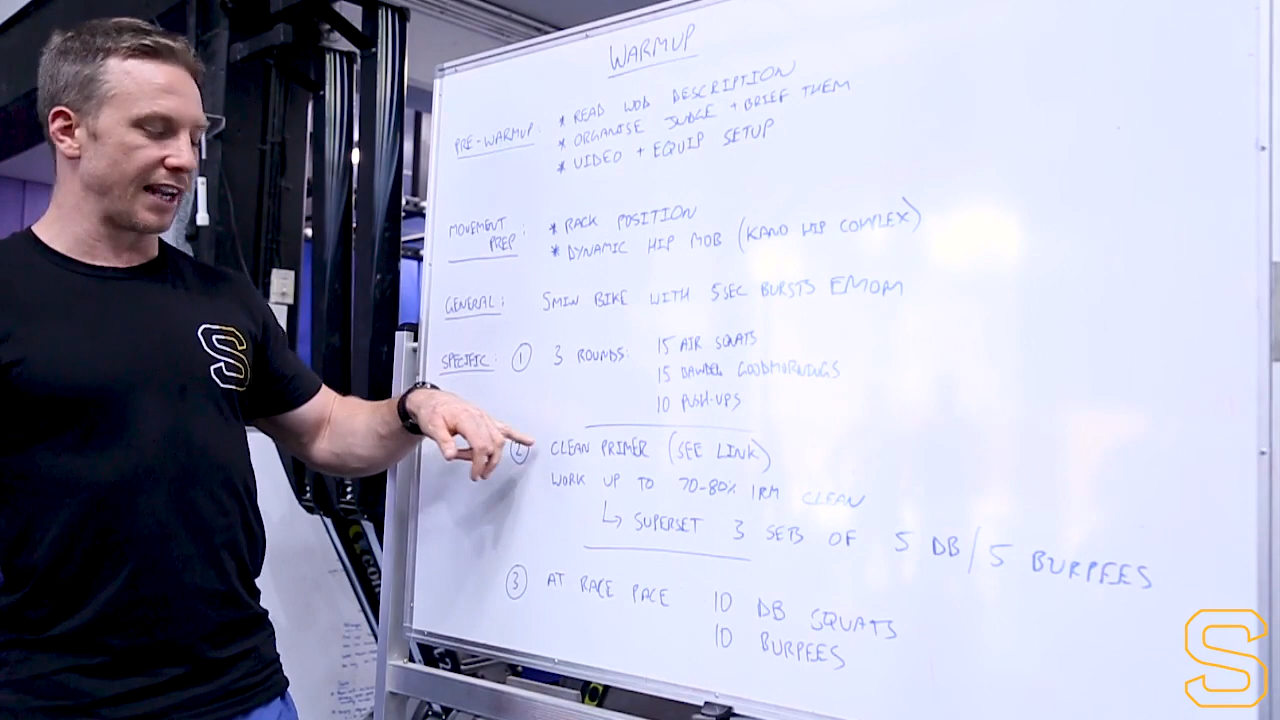 WARMUP
PRE-WARMUP: * READ WOD DESCRIPTION
* ORGANISE JUDGE + BRIEF THEM
* VIDEO + EQUIP SETUP
MOVEMENT PREP: * RACK POSITION
* DYNAMIC HIP MOB (KANO HIP COMPLEX)
GENERAL: 5MIN BIKE WITH 5SEC BURSTS EMOM
SPECIFIC: 1 3 ROUNDS: 15 AIR SQUATS
15 GOODMORNINGS
10 PUSH-UPS
2 CLEAN PRIMER (SEE LINK)
WORK UP TO 70-80% 1RM CLEAN
↳ SUPERSET 3 SETS OF 5 DB/5 BURPEES
3 AT RACE PACE 10 DB SQUATS
10 BURPEES
S
S